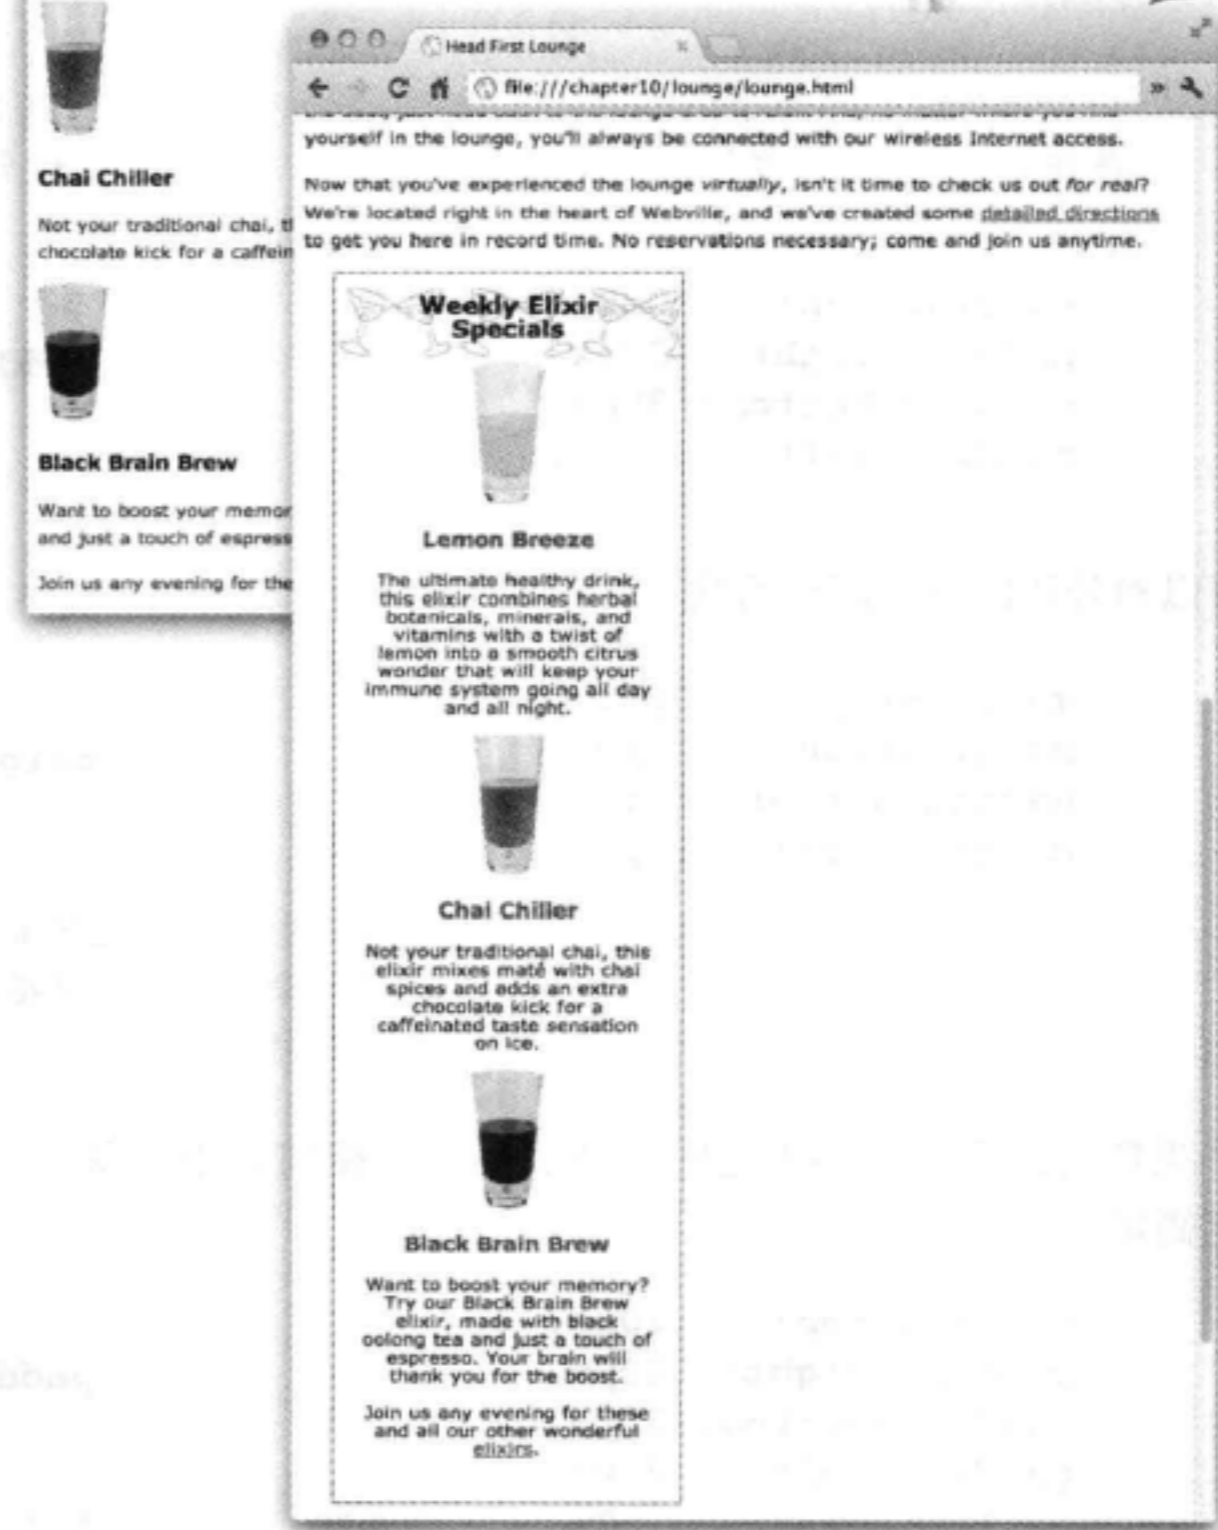 Chai Chiller
Not your traditional chai,
chocolate kick for a
Black Brain Brew
Want to boost your
and just a touch of
Join us any evening for the
Head First Lounge
file:///chapter10/lounge/lounge.html
yourself in the lounge, you'll always be connected with our wireless Internet access.
Now that you've experienced the lounge virtually, isn't it time to check us out for real?
We're located right in the heart of Webville, and we've created some detailed directions
to get you here in record time. No reservations necessary; come and join us anytime.
Weekly Elixir
Specials
Lemon Breeze
The ultimate healthy drink,
this elixir combines herbal
botanicals, minerals, and
vitamins with a twist of
lemon into a smooth citrus
wonder that will keep your
immune system going all day
and all night.
Chai Chiller
Not your traditional chai, this
elixir mixes maté with chai
spices and adds an extra
chocolate kick for a
caffeinated taste sensation
on ice.
Black Brain Brew
Want to boost your memory?
Try our Black Brain Brew
elixir, made with black
oolong tea and just a touch of
espresso. Your brain will
thank you for the boost.
Join us any evening for these
and all our other wonderful
elixirs.